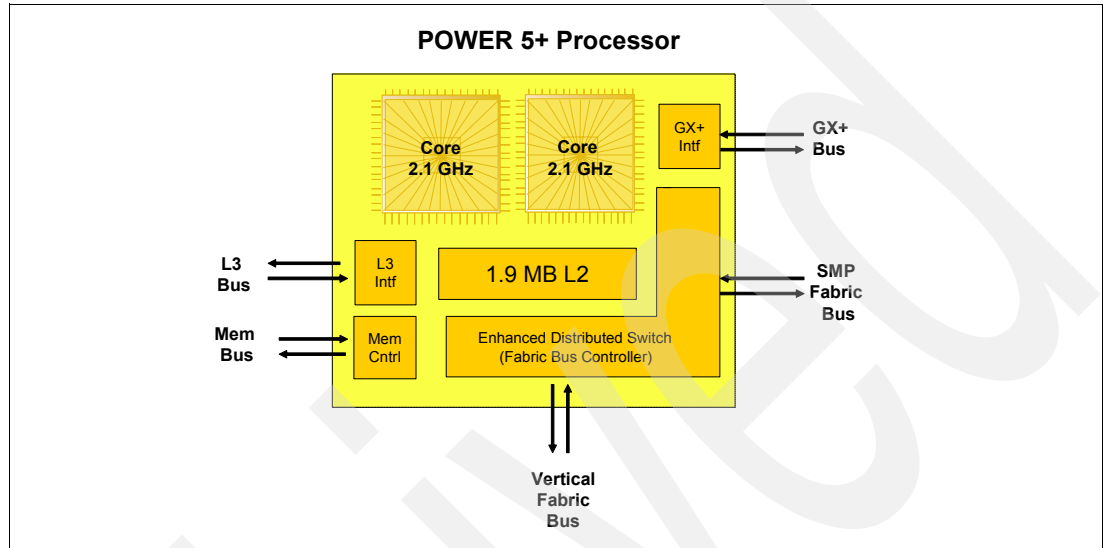 POWER 5+ Processor
Core
2.1 GHz
Core
2.1 GHz
GX+
Intf
GX+
Bus
L3
Bus
L3
Intf
1.9 MB L2
SMP
Fabric
Bus
Mem
Bus
Mem
Cntrl
Enhanced Distributed Switch
(Fabric Bus Controller)
Vertical
Fabric
Bus